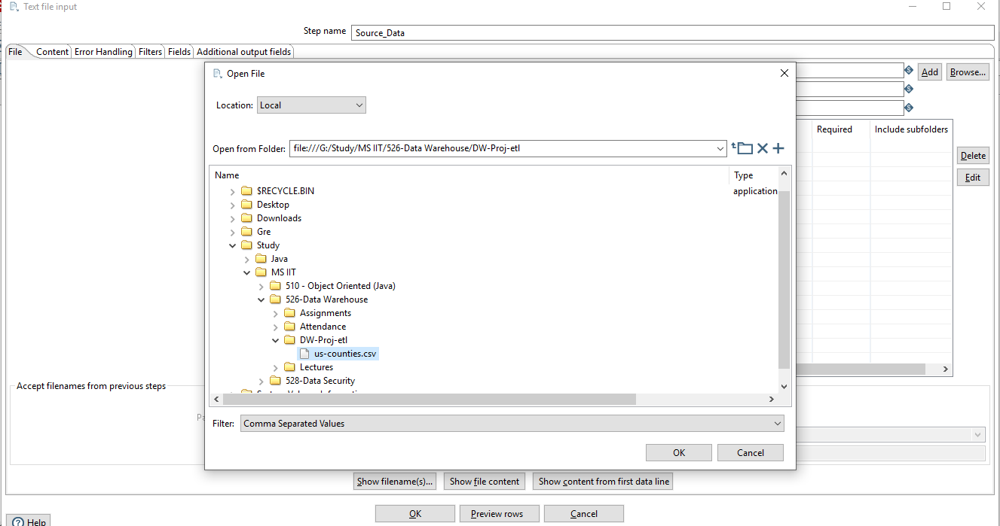 Text file input
Step name Source_Data
File Content Error Handling Filters Fields Additional output fields
Open File
Add Browse...
Location: Local
Required Include subfolders
Open from Folder: file:///G:/Study/MS IIT/526-Data Warehouse/DW-Proj-etl
Delete
Name Type
Edit
$RECYCLE.BIN application
Desktop
Downloads
Gre
Study
Java
MS IIT
510 - Object Oriented (Java)
526-Data Warehouse
Assignments
Attendance
DW-Proj-etl
us-counties.csv
Lectures
528-Data Security
Accept filenames from previous steps
Filter: Comma Separated Values
OK Cancel
Show filename(s)... Show file content Show content from first data line
OK Preview rows Cancel
Help